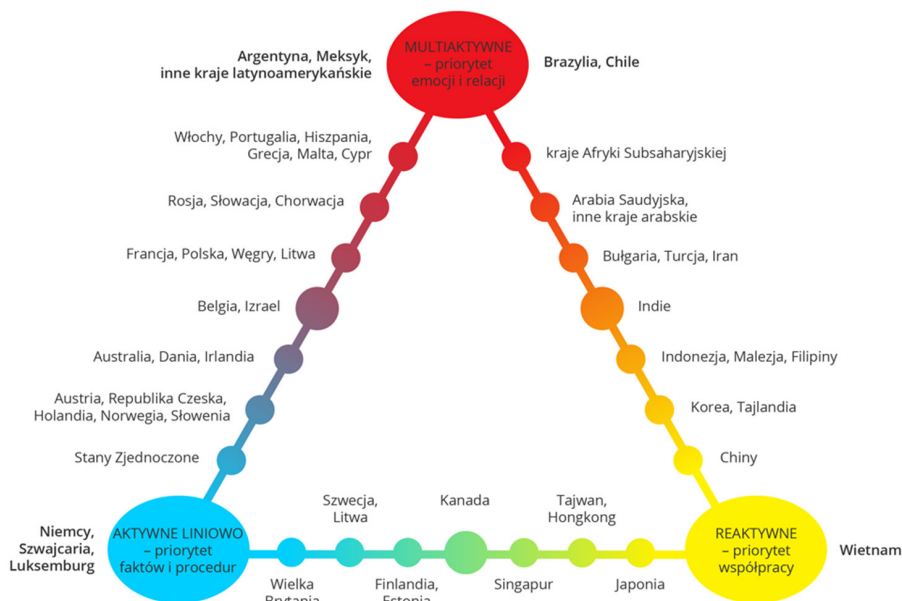 Argentyna, Meksyk,
inne kraje latynoamerykańskie
MULTIAKTYWNE
– priorytet
emocji i relacji
Brazylia, Chile
Włochy, Portugalia, Hiszpania,
Grecja, Malta, Cypr
kraje Afryki Subsaharyjskiej
Rosja, Słowacja, Chorwacja
Arabia Saudyjska,
inne kraje arabskie
Francja, Polska, Węgry, Litwa
Bułgaria, Turcja, Iran
Belgia, Izrael
Indie
Australia, Dania, Irlandia
Indonezja, Malezja, Filipiny
Austria, Republika Czeska,
Holandia, Norwegia, Słowenia
Korea, Tajlandia
Stany Zjednoczone
Chiny
Niemcy,
Szwajcaria,
Luksemburg
AKTYWNE LINIOWO
– priorytet
faktów i procedur
Szwecja,
Litwa
Kanada
Tajwan,
Hongkong
REAKTYWNE
– priorytet
współpracy
Wietnam
Wielka
Brytania
Finlandia,
Estonia,
Singapur
Japonia